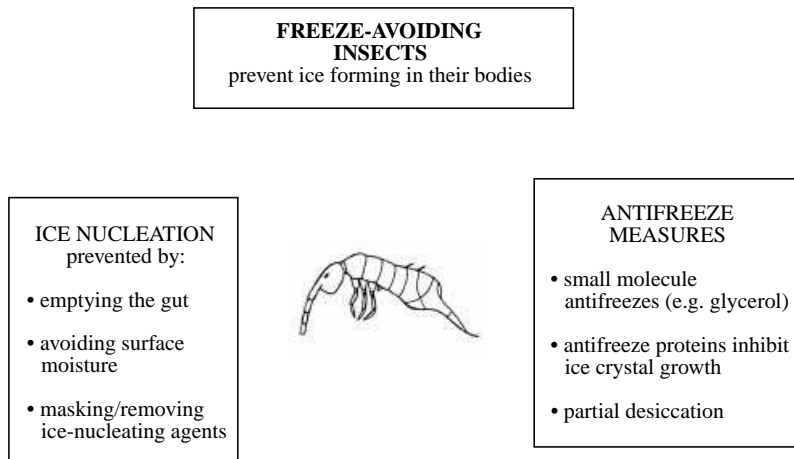 FREEZE-AVOIDING
INSECTS
prevent ice forming in their bodies
ICE NUCLEATION
prevented by:
• emptying the gut
• avoiding surface
moisture
• masking/removing
ice-nucleating agents
ANTIFREEZE
MEASURES
• small molecule
antifreezes (e.g. glycerol)
• antifreeze proteins inhibit
ice crystal growth
• partial desiccation